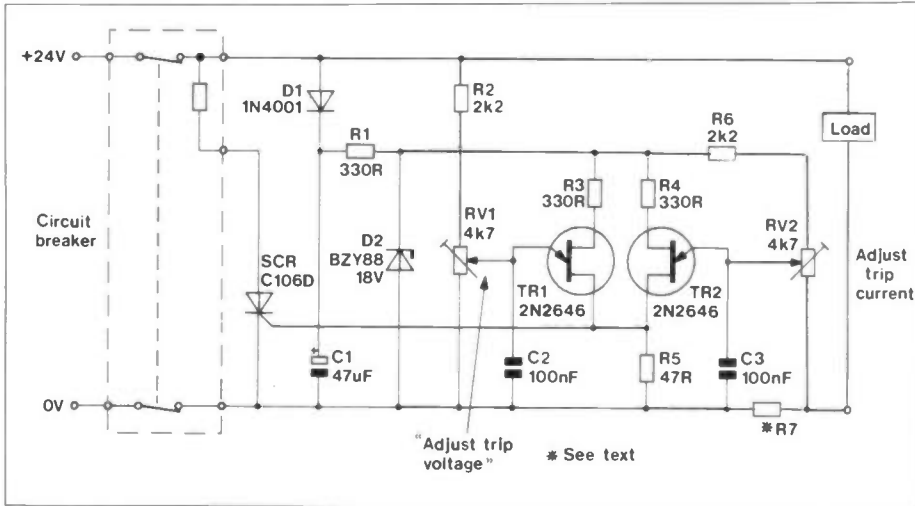 +24V
D1
1N4001
R2
2k2
R1
330R
R6
2k2
Load
R3
330R
R4
330R
Circuit
breaker
D2
BZY88
18V
RV1
4k7
RV2
4k7
SCR
C106D
TR1
2N2646
TR2
2N2646
Adjust
trip
current
+
C1
47uF
C2
100nF
R5
47R
C3
100nF
0V
*R7
"Adjust trip
voltage"
* See text